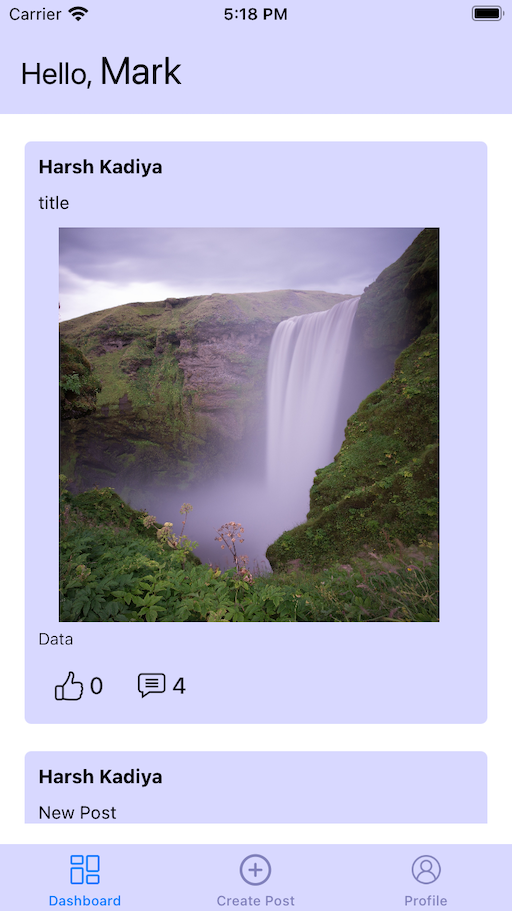 Carrier 5:18 PM
Hello, Mark
Harsh Kadiya
title
Data
0 4
Harsh Kadiya
New Post
Dashboard Create Post Profile